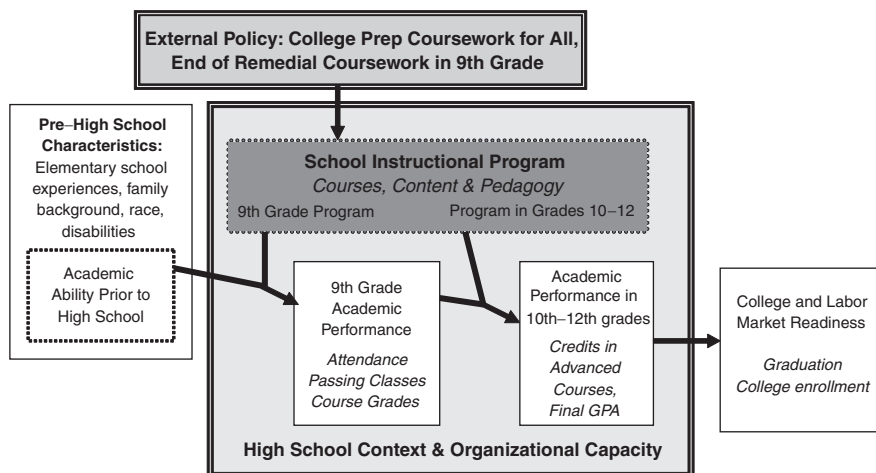 External Policy: College Prep Coursework for All,
End of Remedial Coursework in 9th Grade
Pre–High School
Characteristics:
Elementary school
experiences, family
background, race,
disabilities
Academic
Ability Prior to
High School
School Instructional Program
Courses, Content & Pedagogy
9th Grade Program
Program in Grades 10–12
9th Grade
Academic
Performance
Attendance
Passing Classes
Course Grades
Academic
Performance in
10th–12th grades
Credits in
Advanced
Courses,
Final GPA
College and Labor
Market Readiness
Graduation
College enrollment
High School Context & Organizational Capacity